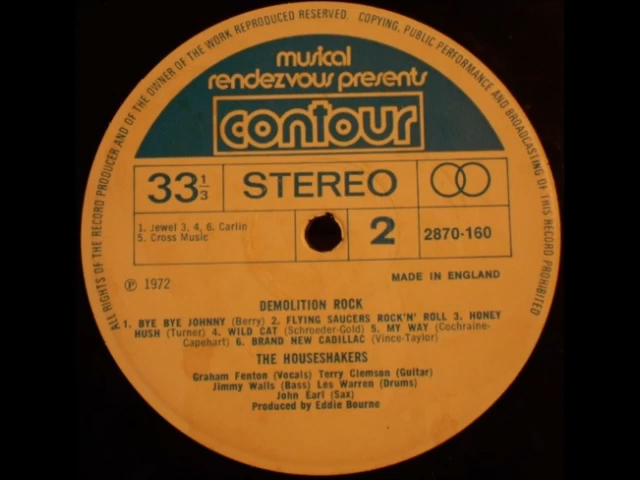 ALL RIGHTS OF THE RECORD PRODUCER AND OF THE OWNER OF THE WORK REPRODUCED RESERVED. COPYING, PUBLIC PERFORMANCE AND BROADCASTING OF THIS RECORD PROHIBITED
musical
rendezvous presents
contour
33 1/3 STEREO
1. Jewel 3, 4, 6. Carlin
5. Cross Music
2 2870·160
MADE IN ENGLAND
Ⓟ 1972
DEMOLITION ROCK
1. BYE BYE JOHNNY (Berry) 2. FLYING SAUCERS ROCK'N' ROLL 3. HONEY
HUSH (Turner) 4. WILD CAT (Schroeder-Gold) 5. MY WAY (Cochraine-
Capehart) 6. BRAND NEW CADILLAC (Vince-Taylor)
THE HOUSESHAKERS
Graham Fenton (Vocals) Terry Clemson (Guitar)
Jimmy Walls (Bass) Les Warren (Drums)
John Earl (Sax)
Produced by Eddie Bourne